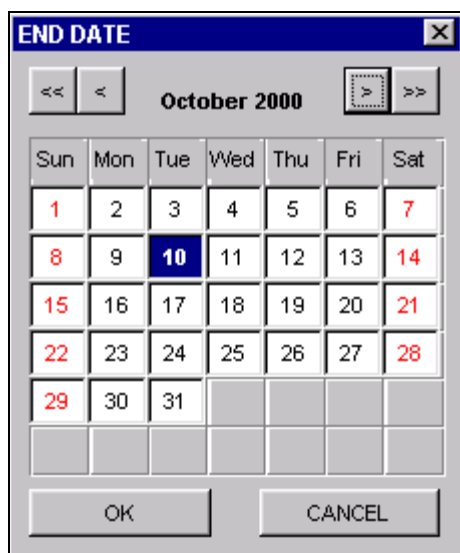 END DATE
<< < October 2000 > >>
Sun Mon Tue Wed Thu Fri Sat
1 2 3 4 5 6 7
8 9 10 11 12 13 14
15 16 17 18 19 20 21
22 23 24 25 26 27 28
29 30 31
OK CANCEL